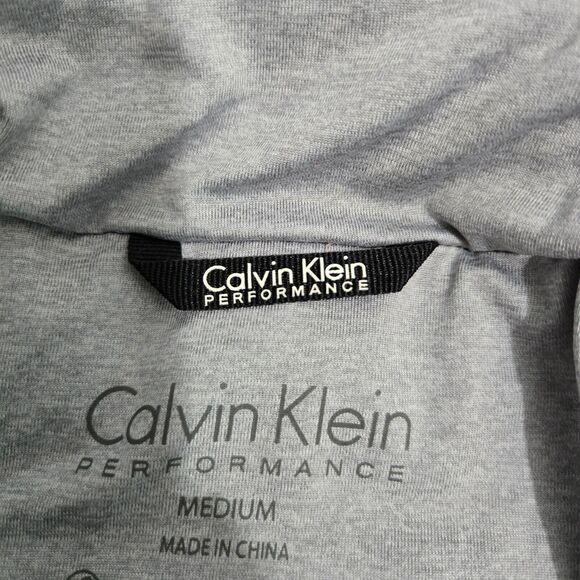 Calvin Klein
PERFORMANCE
Calvin Klein
PERFORMANCE
MEDIUM
MADE IN CHINA